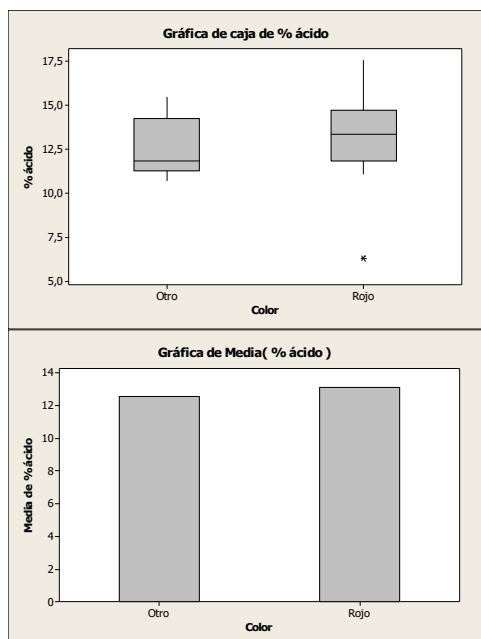 Gráfica de caja de % ácido
17,5
15,0
12,5
10,0
7,5
5,0
% ácido
Otro Rojo
Color
Gráfica de Media( % ácido )
14
12
10
8
6
4
2
0
Media de % ácido
Otro Rojo
Color